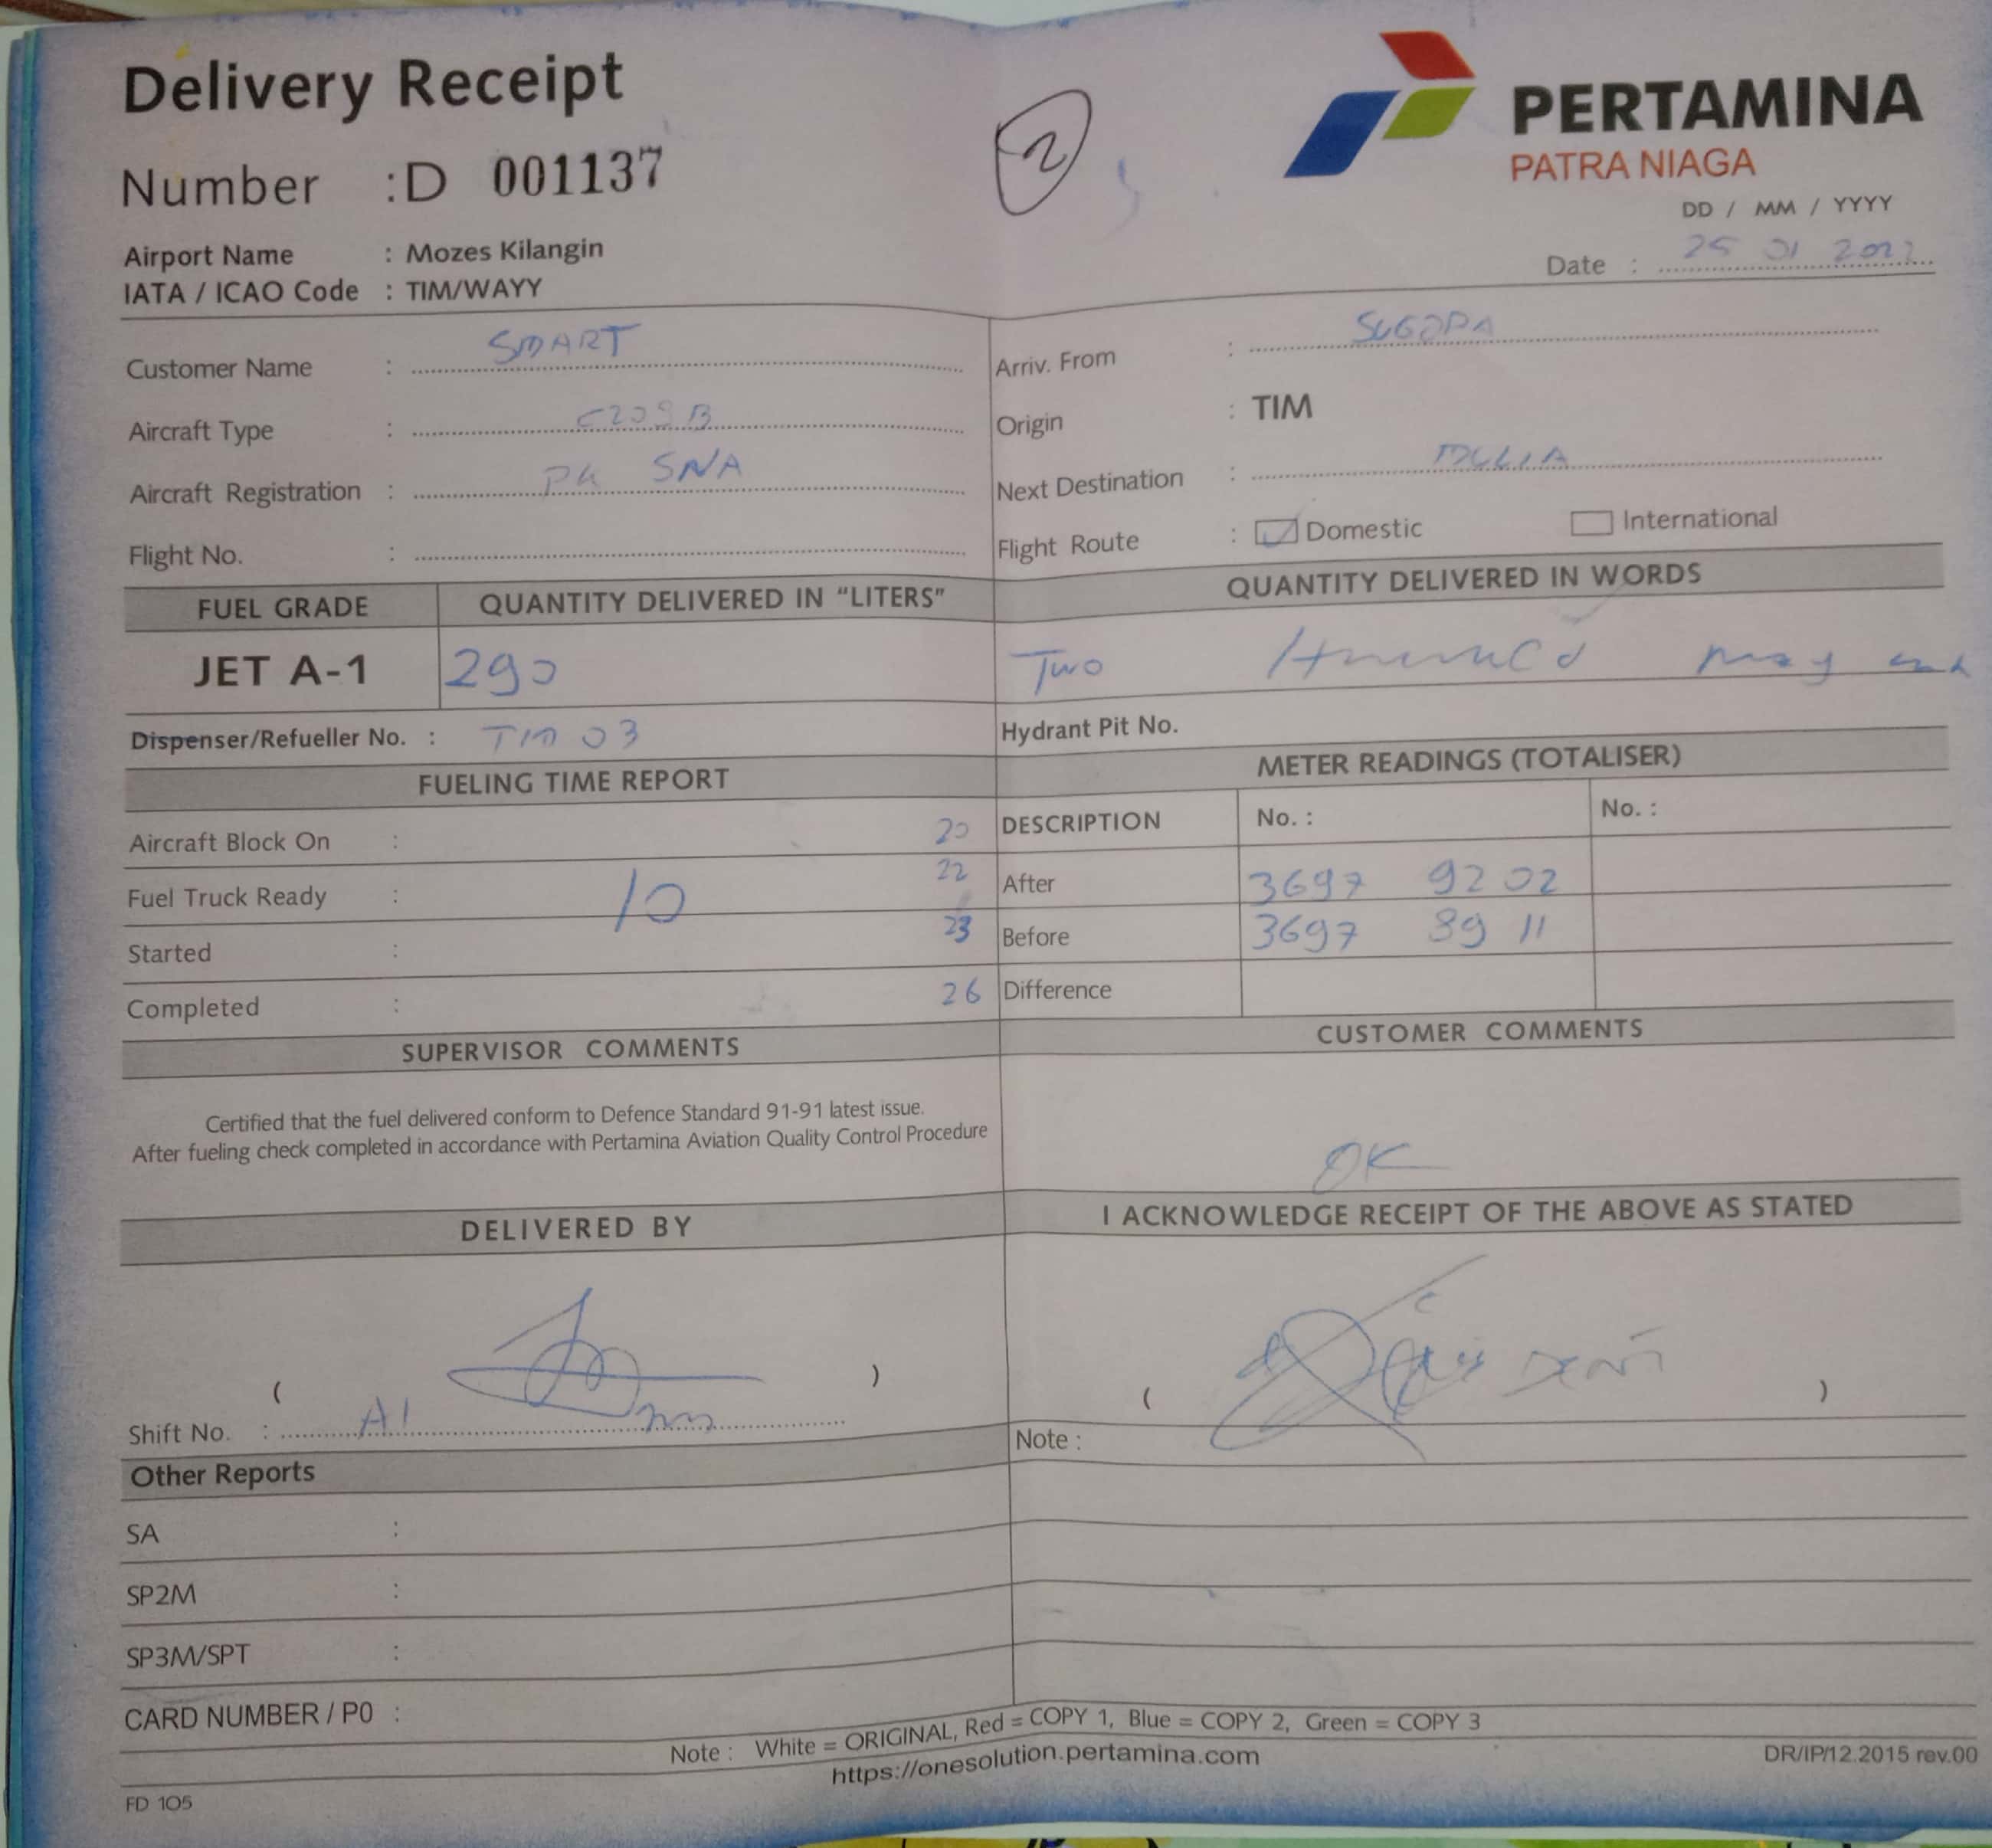 Delivery Receipt
2
PERTAMINA
PATRA NIAGA
Number :D 001137
DD / MM / YYYY
Airport Name : Mozes Kilangin
Date : 25 01
IATA / ICAO Code : TIM/WAYY
Customer Name : SMART
Arriv. From :
Aircraft Type : C208B
Origin : TIM
Aircraft Registration : PK SNA
Next Destination :
Flight No. :
Flight Route : Domestic International
FUEL GRADE QUANTITY DELIVERED IN "LITERS" QUANTITY DELIVERED IN WORDS
JET A-1 290 Two
Dispenser/Refueller No. : TIM 03 Hydrant Pit No.
FUELING TIME REPORT METER READINGS (TOTALISER)
Aircraft Block On : 20 DESCRIPTION No. : No. :
Fuel Truck Ready : 10 22 After 3697 92 02
Started : 23 Before 3697 89 11
Completed : 26 Difference
SUPERVISOR COMMENTS CUSTOMER COMMENTS
Certified that the fuel delivered conform to Defence Standard 91-91 latest issue.
After fueling check completed in accordance with Pertamina Aviation Quality Control Procedure
OK
DELIVERED BY I ACKNOWLEDGE RECEIPT OF THE ABOVE AS STATED
( ) ( )
Shift No. : A1
Note :
Other Reports
SA :
SP2M :
SP3M/SPT :
CARD NUMBER / P0 :
Note : White = ORIGINAL, Red = COPY 1, Blue = COPY 2, Green = COPY 3
https://onesolution.pertamina.com
DR/IP/12.2015 rev.00
FD 105